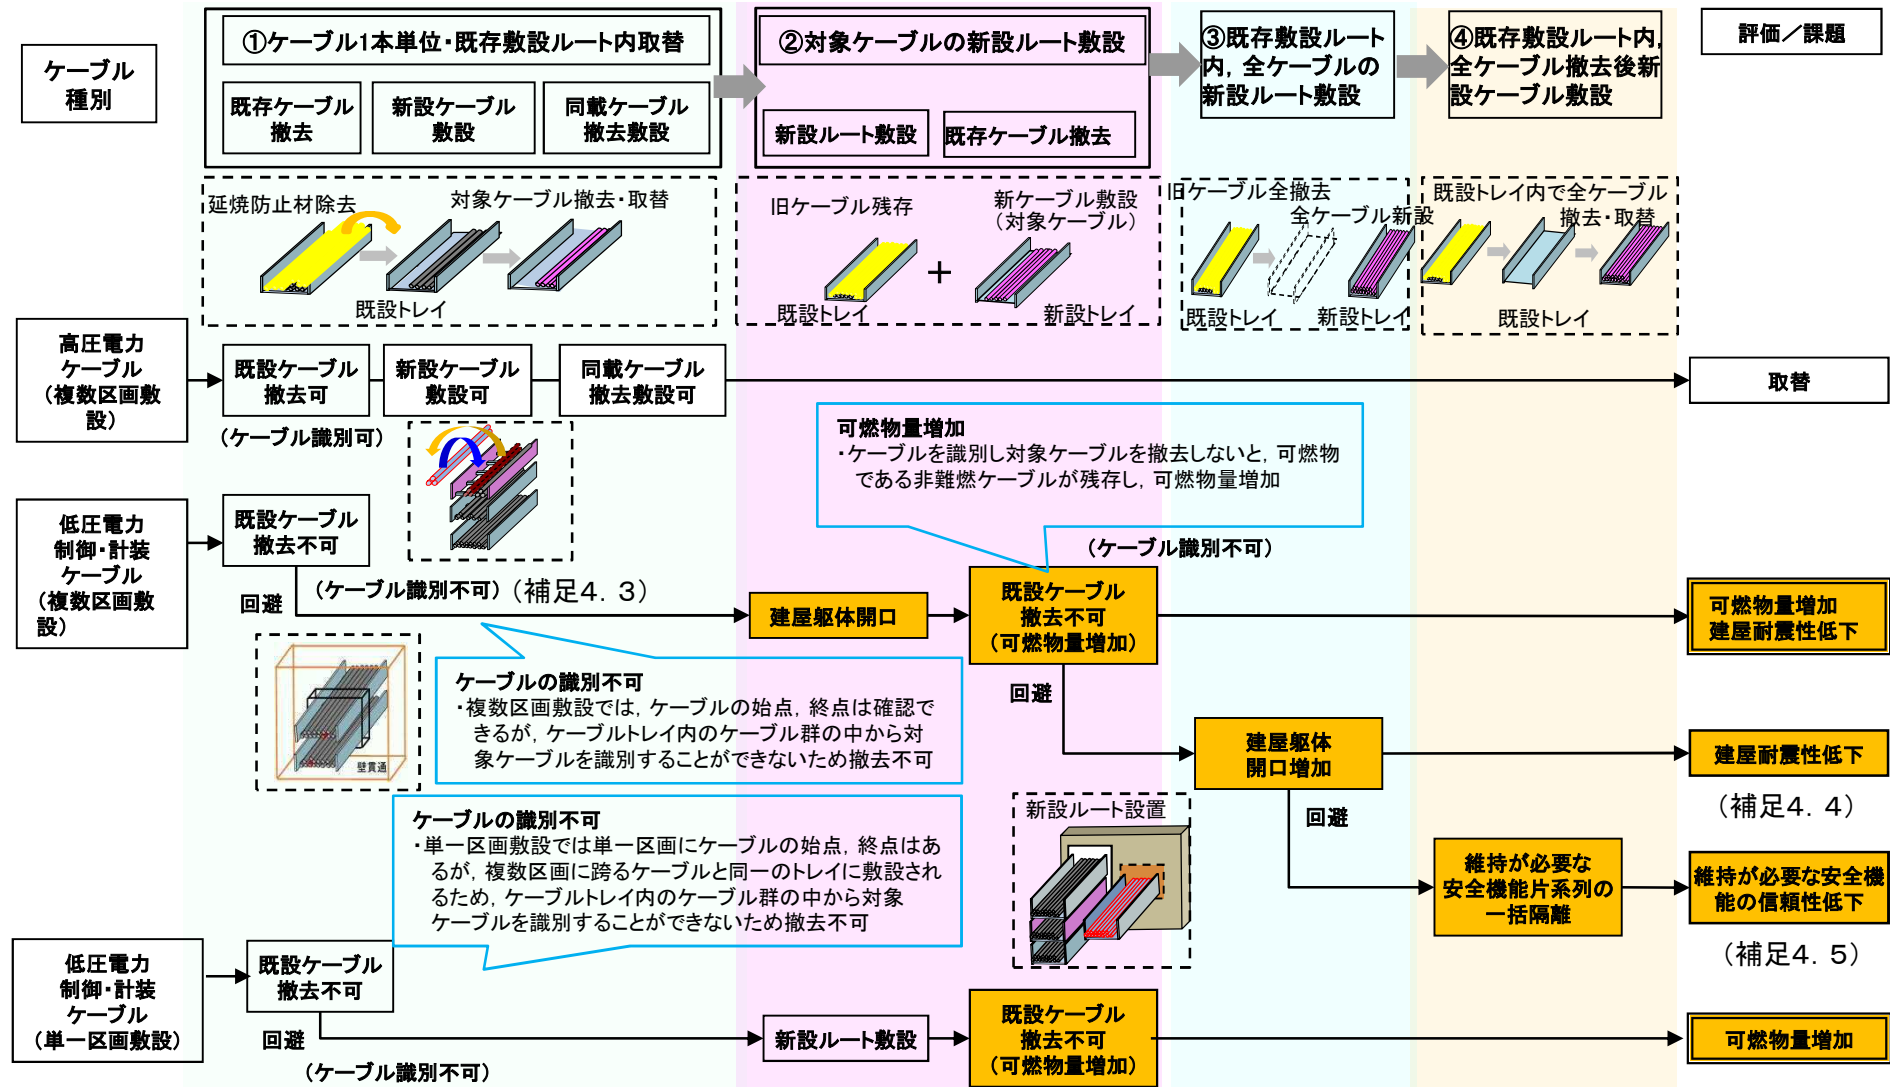 ケーブル
種別
①ケーブル1本単位・既存敷設ルート内取替
既存ケーブル
撤去
新設ケーブル
敷設
同載ケーブル
撤去敷設
②対象ケーブルの新設ルート敷設
新設ルート敷設
既存ケーブル撤去
③既存敷設ルート
内，全ケーブルの
新設ルート敷設
④既存敷設ルート内，
全ケーブル撤去後新
設ケーブル敷設
評価／課題
延焼防止材除去
対象ケーブル撤去・取替
既設トレイ
旧ケーブル残存
新ケーブル敷設
（対象ケーブル）
＋
既設トレイ
新設トレイ
旧ケーブル全撤去
全ケーブル新設
既設トレイ
新設トレイ
既設トレイ内で全ケーブル
撤去・取替
既設トレイ
高圧電力
ケーブル
（複数区画敷
設）
既設ケーブル
撤去可
新設ケーブル
敷設可
同載ケーブル
撤去敷設可
取替
（ケーブル識別可）
可燃物量増加
・ケーブルを識別し対象ケーブルを撤去しないと，可燃物
である非難燃ケーブルが残存し，可燃物量増加
低圧電力
制御・計装
ケーブル
（複数区画敷
設）
既設ケーブル
撤去不可
（ケーブル識別不可）
回避
（ケーブル識別不可）（補足4．3）
建屋躯体開口
既設ケーブル
撤去不可
（可燃物量増加）
可燃物量増加
建屋耐震性低下
壁貫通
ケーブルの識別不可
・複数区画敷設では，ケーブルの始点，終点は確認で
きるが，ケーブルトレイ内のケーブル群の中から対
象ケーブルを識別することができないため撤去不可
回避
建屋躯体
開口増加
建屋耐震性低下
（補足4．4）
ケーブルの識別不可
・単一区画敷設では単一区画にケーブルの始点，終点はあ
るが，複数区画に跨るケーブルと同一のトレイに敷設され
るため，ケーブルトレイ内のケーブル群の中から対象
ケーブルを識別することができないため撤去不可
新設ルート設置
回避
維持が必要な
安全機能片系列の
一括隔離
維持が必要な安全機
能の信頼性低下
（補足4．5）
低圧電力
制御・計装
ケーブル
（単一区画敷設）
既設ケーブル
撤去不可
回避
（ケーブル識別不可）
新設ルート敷設
既設ケーブル
撤去不可
（可燃物量増加）
可燃物量増加